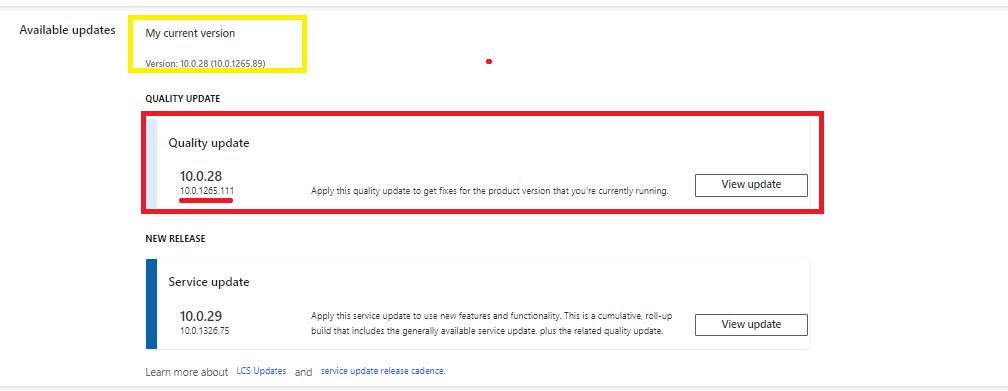 Available updates
My current version
Version: 10.0.28 (10.0.1265.89)
QUALITY UPDATE
Quality update
10.0.28
10.0.1265.111
Apply this quality update to get fixes for the product version that you're currently running.
View update
NEW RELEASE
Service update
10.0.29
10.0.1326.75
Apply this service update to use new features and functionality. This is a cumulative, roll-up
build that includes the generally available service update, plus the related quality update.
View update
Learn more about LCS Updates and service update release cadence.